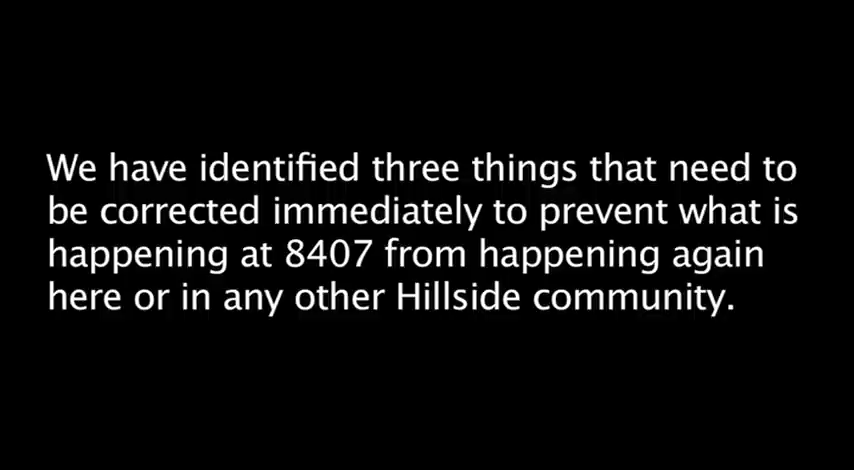 We have identified three things that need to
be corrected immediately to prevent what is
happening at 8407 from happening again
here or in any other Hillside community.